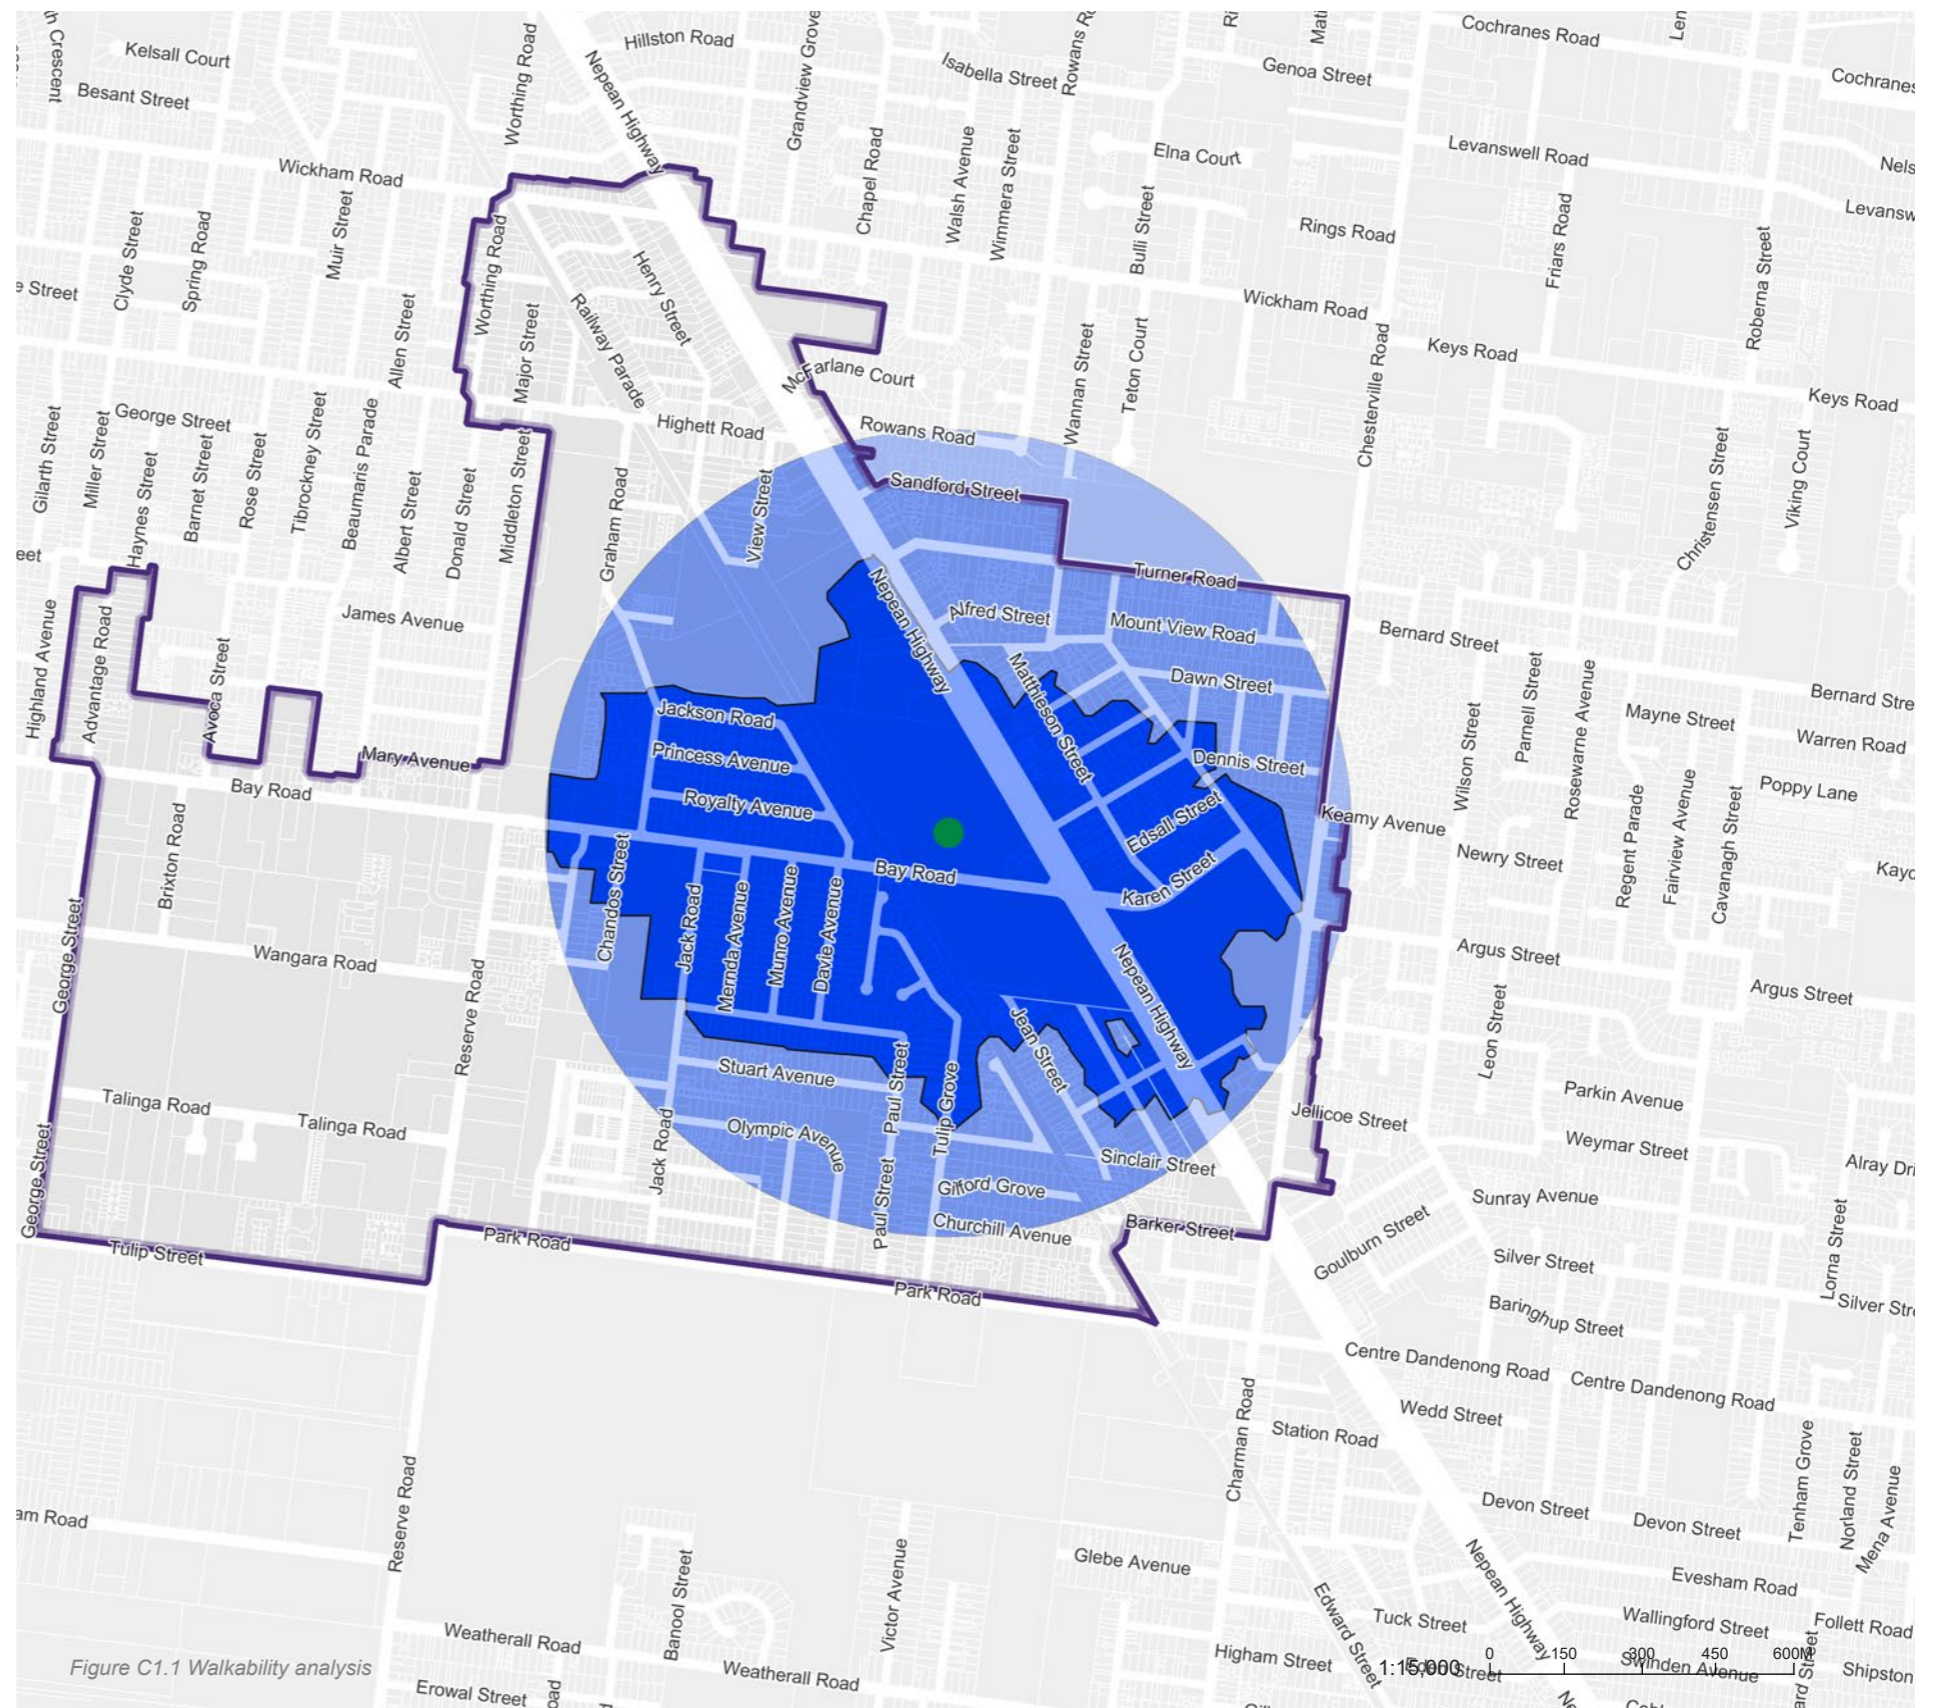 Kelsall Court
Besant Street
Worthing Road
Nepean Highway
Hillston Road
Grandview Grove
Isabella Street
Genoa Street
Cochranes Road
Wickham Road
Clyde Street
Spring Road
Muir Street
Allen Street
Worthing Road
Major Street
Henry Street
Railway Parade
Chapel Road
Walsh Avenue
Wimmera Street
Elna Court
Bulli Street
Rings Road
Levanswell Road
Friars Road
Roberna Street
Wickham Road
Keys Road
Keys Road
McFarlane Court
Wannan Street
Teton Court
Chesterville Road
Highett Road
Rowans Road
Sandford Street
View Street
Graham Road
Gilarth Street
Miller Street
George Street
Haynes Street
Barnet Street
Rose Street
Tibrockney Street
Beaumaris Parade
Albert Street
Donald Street
Middleton Street
Christensen Street
Viking Court
James Avenue
Highland Avenue
Advantage Road
Avoca Street
Mary Avenue
Bay Road
Turner Road
Alfred Street
Mount View Road
Nepean Highway
Matthieson Street
Dawn Street
Dennis Street
Edsall Street
Karen Street
Bernard Street
Bernard Stre
Mayne Street
Warren Road
Poppy Lane
Parnell Street
Rosewarne Avenue
Wilson Street
Keamy Avenue
Newry Street
Regent Parade
Fairview Avenue
Cavanagh Street
Jackson Road
Princess Avenue
Royalty Avenue
Bay Road
Brixton Road
Chandos Street
Jack Road
Mernda Avenue
Munro Avenue
Davie Avenue
Wangara Road
George Street
Reserve Road
Nepean Highway
Argus Street
Argus Street
Leon Street
Jean Street
Stuart Avenue
Paul Street
Tulip Grove
Talinga Road
Talinga Road
Jack Road
Olympic Avenue
Sinclair Street
Jellicoe Street
Parkin Avenue
Weymar Street
Sunray Avenue
Lorna Street
George Street
Paul Street
Gilford Grove
Churchill Avenue
Barker Street
Goulburn Street
Silver Street
Baringhup Street
Tulip Street
Park Road
Park Road
Centre Dandenong Road
Centre Dandenong Road
Wedd Street
Station Road
Charman Road
Tenham Grove
Norland Street
Mena Avenue
Devon Street
Devon Street
Reserve Road
Glebe Avenue
Victor Avenue
Banool Street
Nepean Highway
Evesham Road
Wallingford Street
Follett Road
Tuck Street
Edward Street
Swinden Avenue
Shipston
Higham Street
Weatherall Road
Weatherall Road
Erowal Street
Figure C1.1 Walkability analysis
1:15,000
0 150 300 450 600M